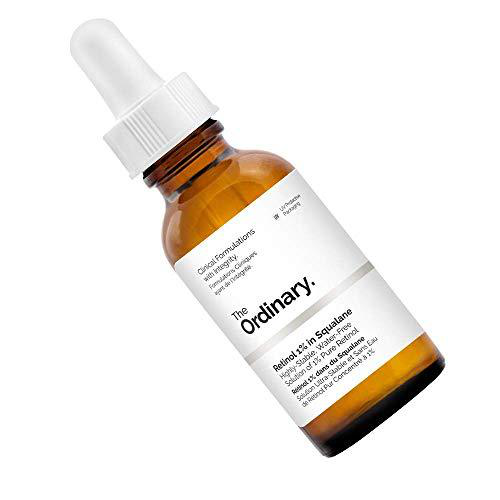 Clinical Formulations
with Integrity.
Formulations Cliniques
ayant de l'intégrité.
UV Protective
Packaging
The
Ordinary.
Retinol 1% in Squalane
Highly-Stable, Water-Free
Solution of 1% Pure Retinol
Retinol 1% dans du Squalane
Solution Ultra-Stable et Sans Eau
de Retinol Pur Concentré à 1%